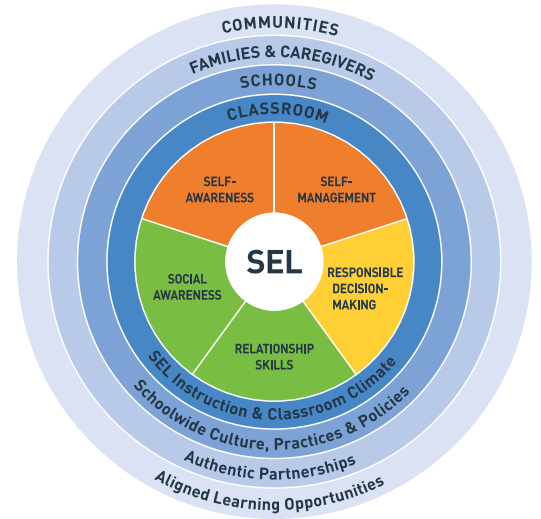 COMMUNITIES
FAMILIES & CAREGIVERS
SCHOOLS
CLASSROOM
SELF-
AWARENESS
SELF-
MANAGEMENT
SEL
SOCIAL
AWARENESS
RESPONSIBLE
DECISION-
MAKING
RELATIONSHIP
SKILLS
SEL Instruction & Classroom Climate
Schoolwide Culture, Practices & Policies
Authentic Partnerships
Aligned Learning Opportunities